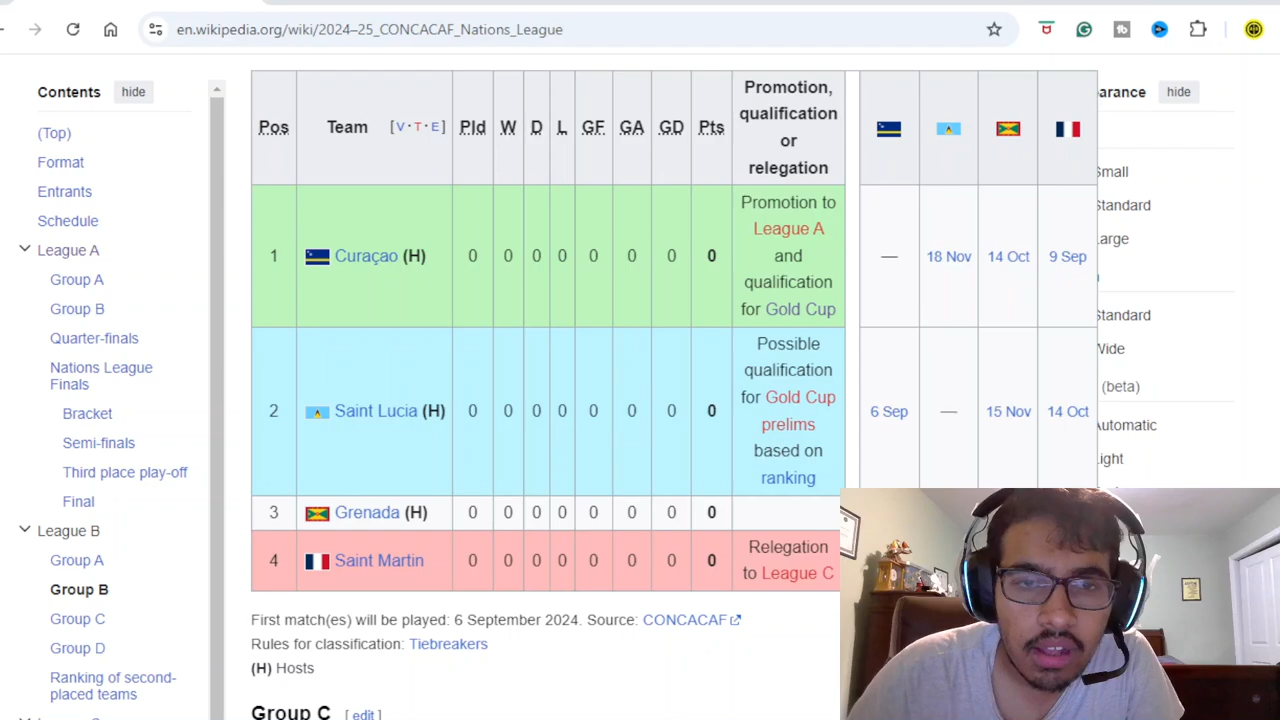 en.wikipedia.org/wiki/2024–25_CONCACAF_Nations_League
Contents hide
(Top)
Format
Entrants
Schedule
League A
Group A
Group B
Quarter-finals
Nations League
Finals
Bracket
Semi-finals
Third place play-off
Final
League B
Group A
Group B
Group C
Group D
Ranking of second-
placed teams
Pos Team [V·T·E] Pld W D L GF GA GD Pts Promotion,
qualification
or
relegation
1 Curaçao (H) 0 0 0 0 0 0 0 0 Promotion to
League A
and
qualification
for Gold Cup
— 18 Nov 14 Oct 9 Sep
2 Saint Lucia (H) 0 0 0 0 0 0 0 0 Possible
qualification
for Gold Cup
prelims
based on
ranking
6 Sep — 15 Nov 14 Oct
3 Grenada (H) 0 0 0 0 0 0 0 0
4 Saint Martin 0 0 0 0 0 0 0 0 Relegation
to League C
First match(es) will be played: 6 September 2024. Source: CONCACAF
Rules for classification: Tiebreakers
(H) Hosts
Group C [edit]
arance hide
Small
Standard
Large
Standard
Wide
(beta)
Automatic
Light